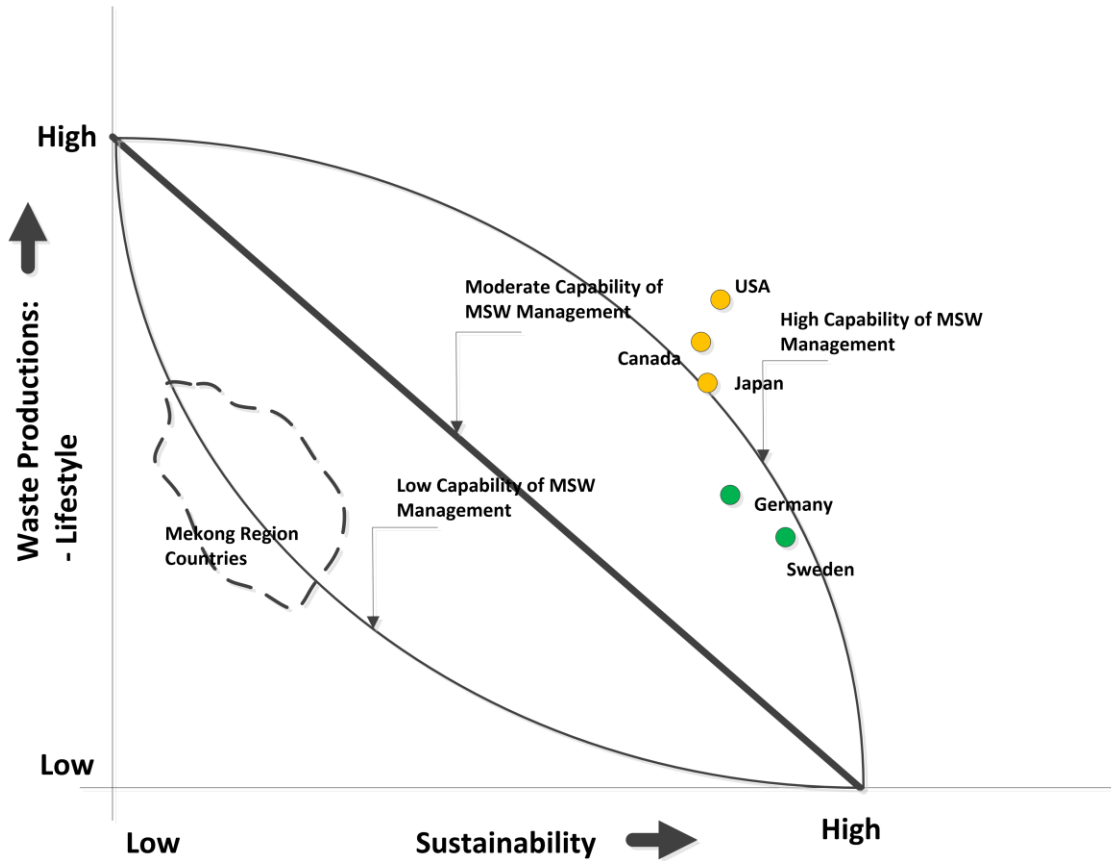 High
Waste Productions:
- Lifestyle
Moderate Capability of
MSW Management
USA
High Capability of MSW
Management
Canada
Japan
Low Capability of MSW
Management
Germany
Mekong Region
Countries
Sweden
Low
Low
Sustainability
High